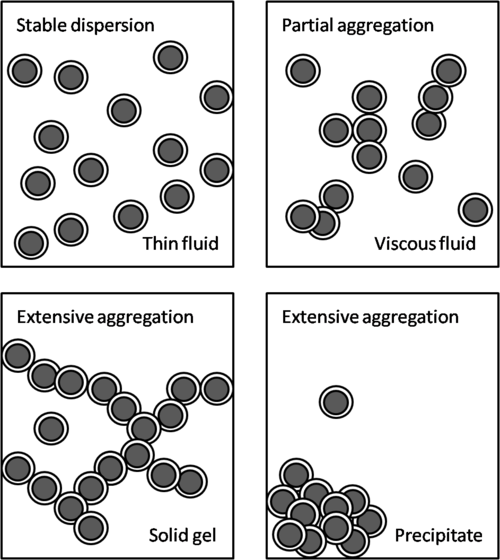 Stable dispersion
Thin fluid
Partial aggregation
Viscous fluid
Extensive aggregation
Solid gel
Extensive aggregation
Precipitate